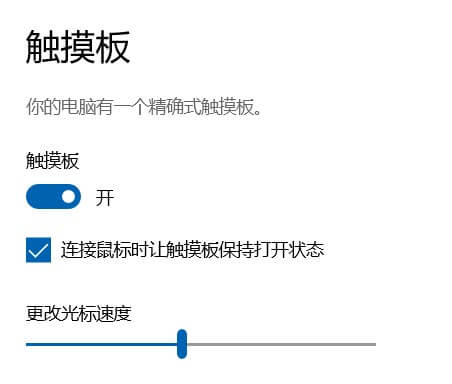 触摸板
你的电脑有一个精确式触摸板。
触摸板
开
连接鼠标时让触摸板保持打开状态
更改光标速度